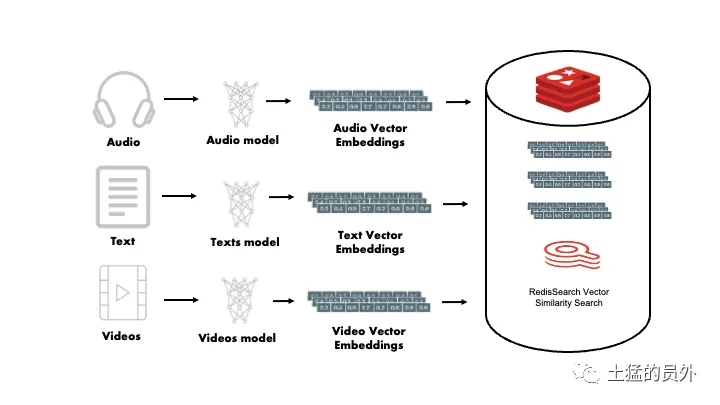 Audio
Audio model
Audio Vector
Embeddings
Text
Texts model
Text Vector
Embeddings
Videos
Videos model
Video Vector
Embeddings
RedisSearch Vector
Similarity Search
土猛的员外